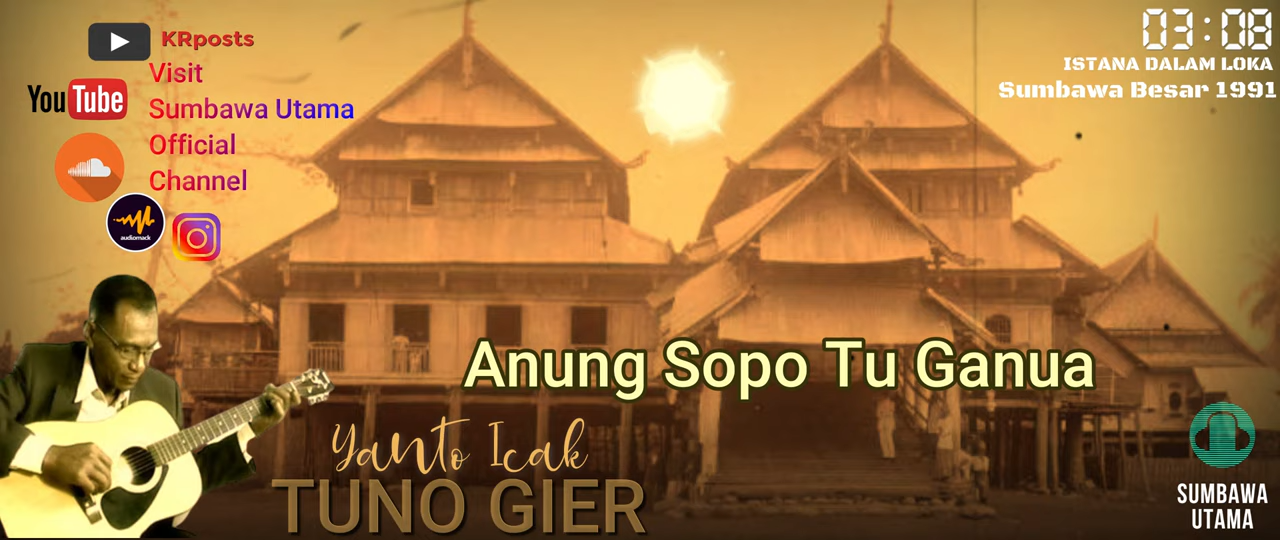 KRposts
YouTube
Visit
Sumbawa Utama
Official
Channel
audiomack
03:08
ISTANA DALAM LOKA
Sumbawa Besar 1991
Anung Sopo Tu Ganua
Yanto Icak
TUNO GIER
SUMBAWA
UTAMA